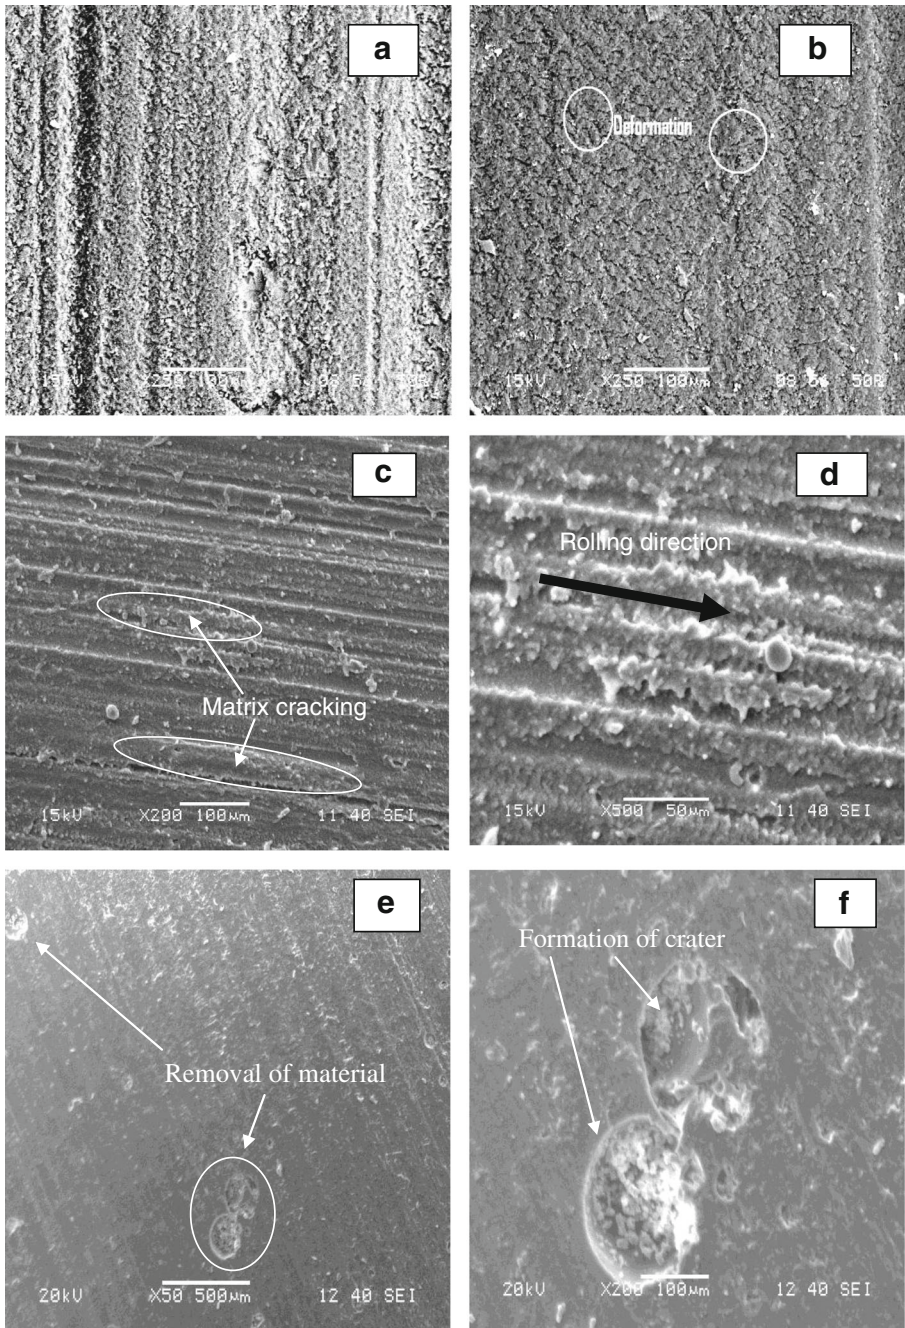 a
15kV X250 100µm
b
Deformation
15kV X250 100µm
c
Matrix cracking
15kV X200 100µm 11 40 SEI
d
Rolling direction
15kV X500 50µm 11 40 SEI
e
Removal of material
20kV X50 500µm 12 40 SEI
f
Formation of crater
20kV X200 100µm 12 40 SEI